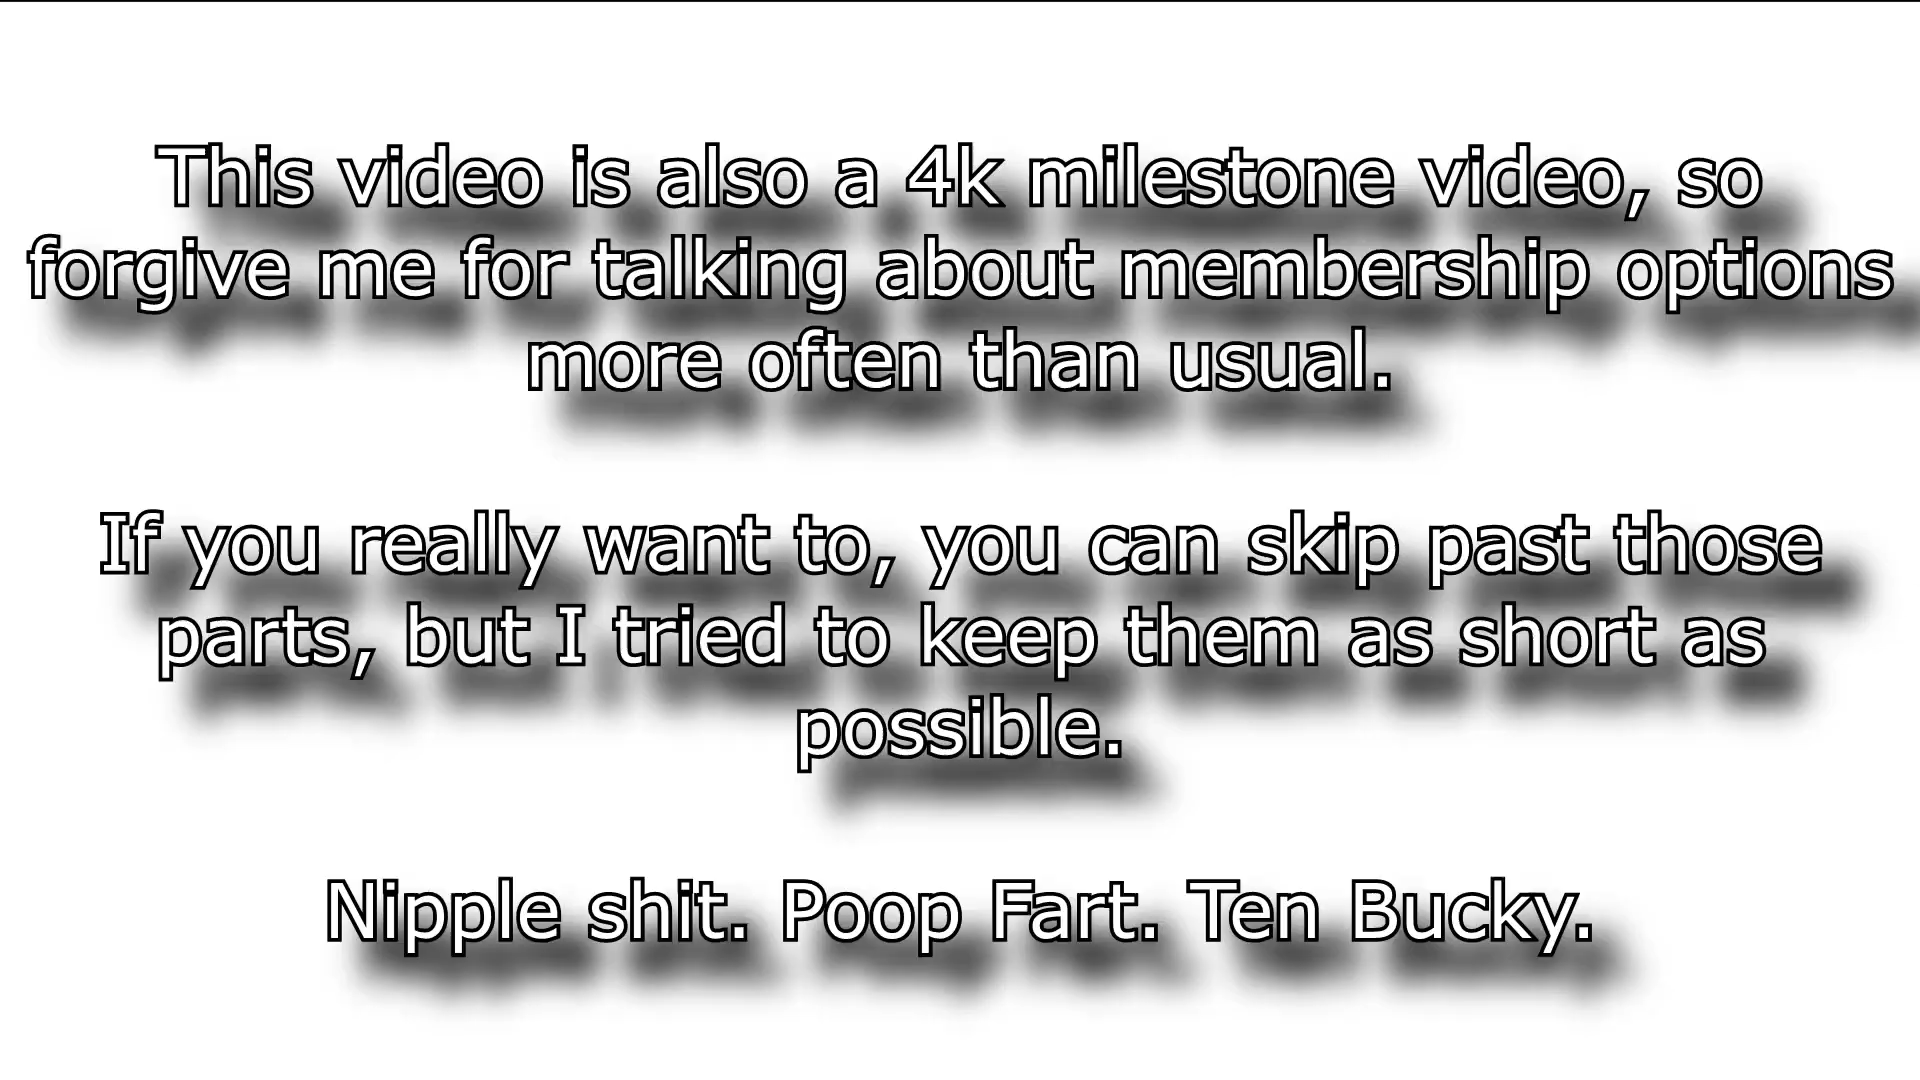 This video is also a 4k milestone video, so
forgive me for talking about membership options
more often than usual.
If you really want to, you can skip past those
parts, but I tried to keep them as short as
possible.
Nipple shit. Poop Fart. Ten Bucky.